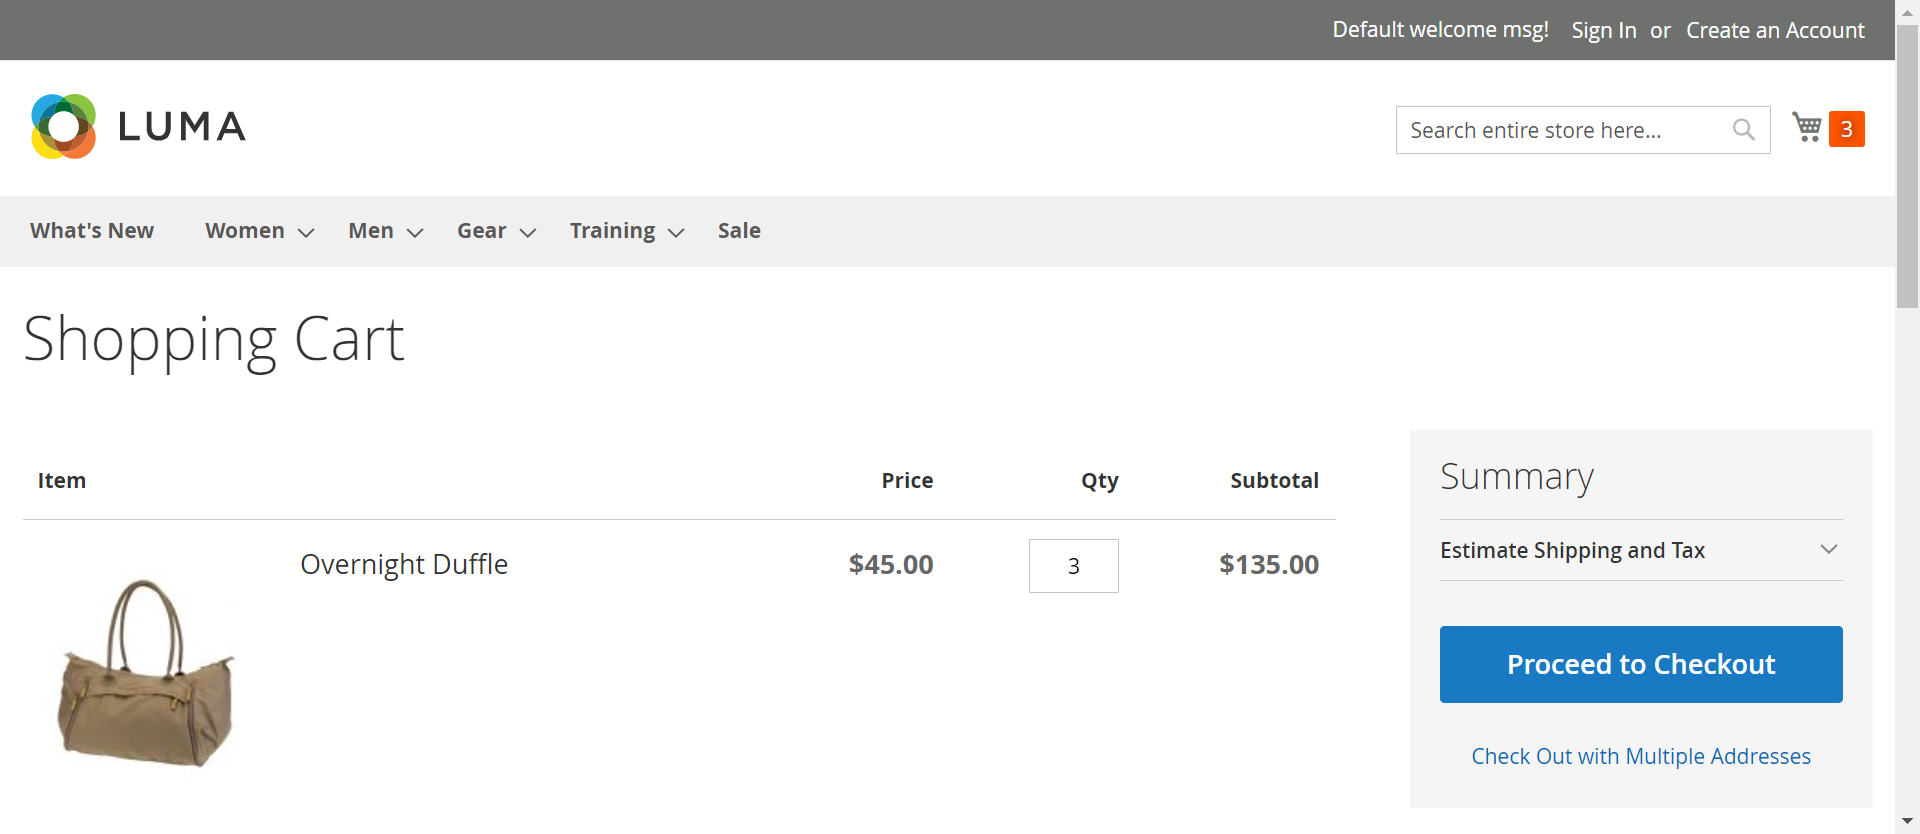 Default welcome msg! Sign In or Create an Account
LUMA
Search entire store here...
3
What's New Women Men Gear Training Sale
Shopping Cart
Item Price Qty Subtotal
Overnight Duffle $45.00 3 $135.00
Summary
Estimate Shipping and Tax
Proceed to Checkout
Check Out with Multiple Addresses